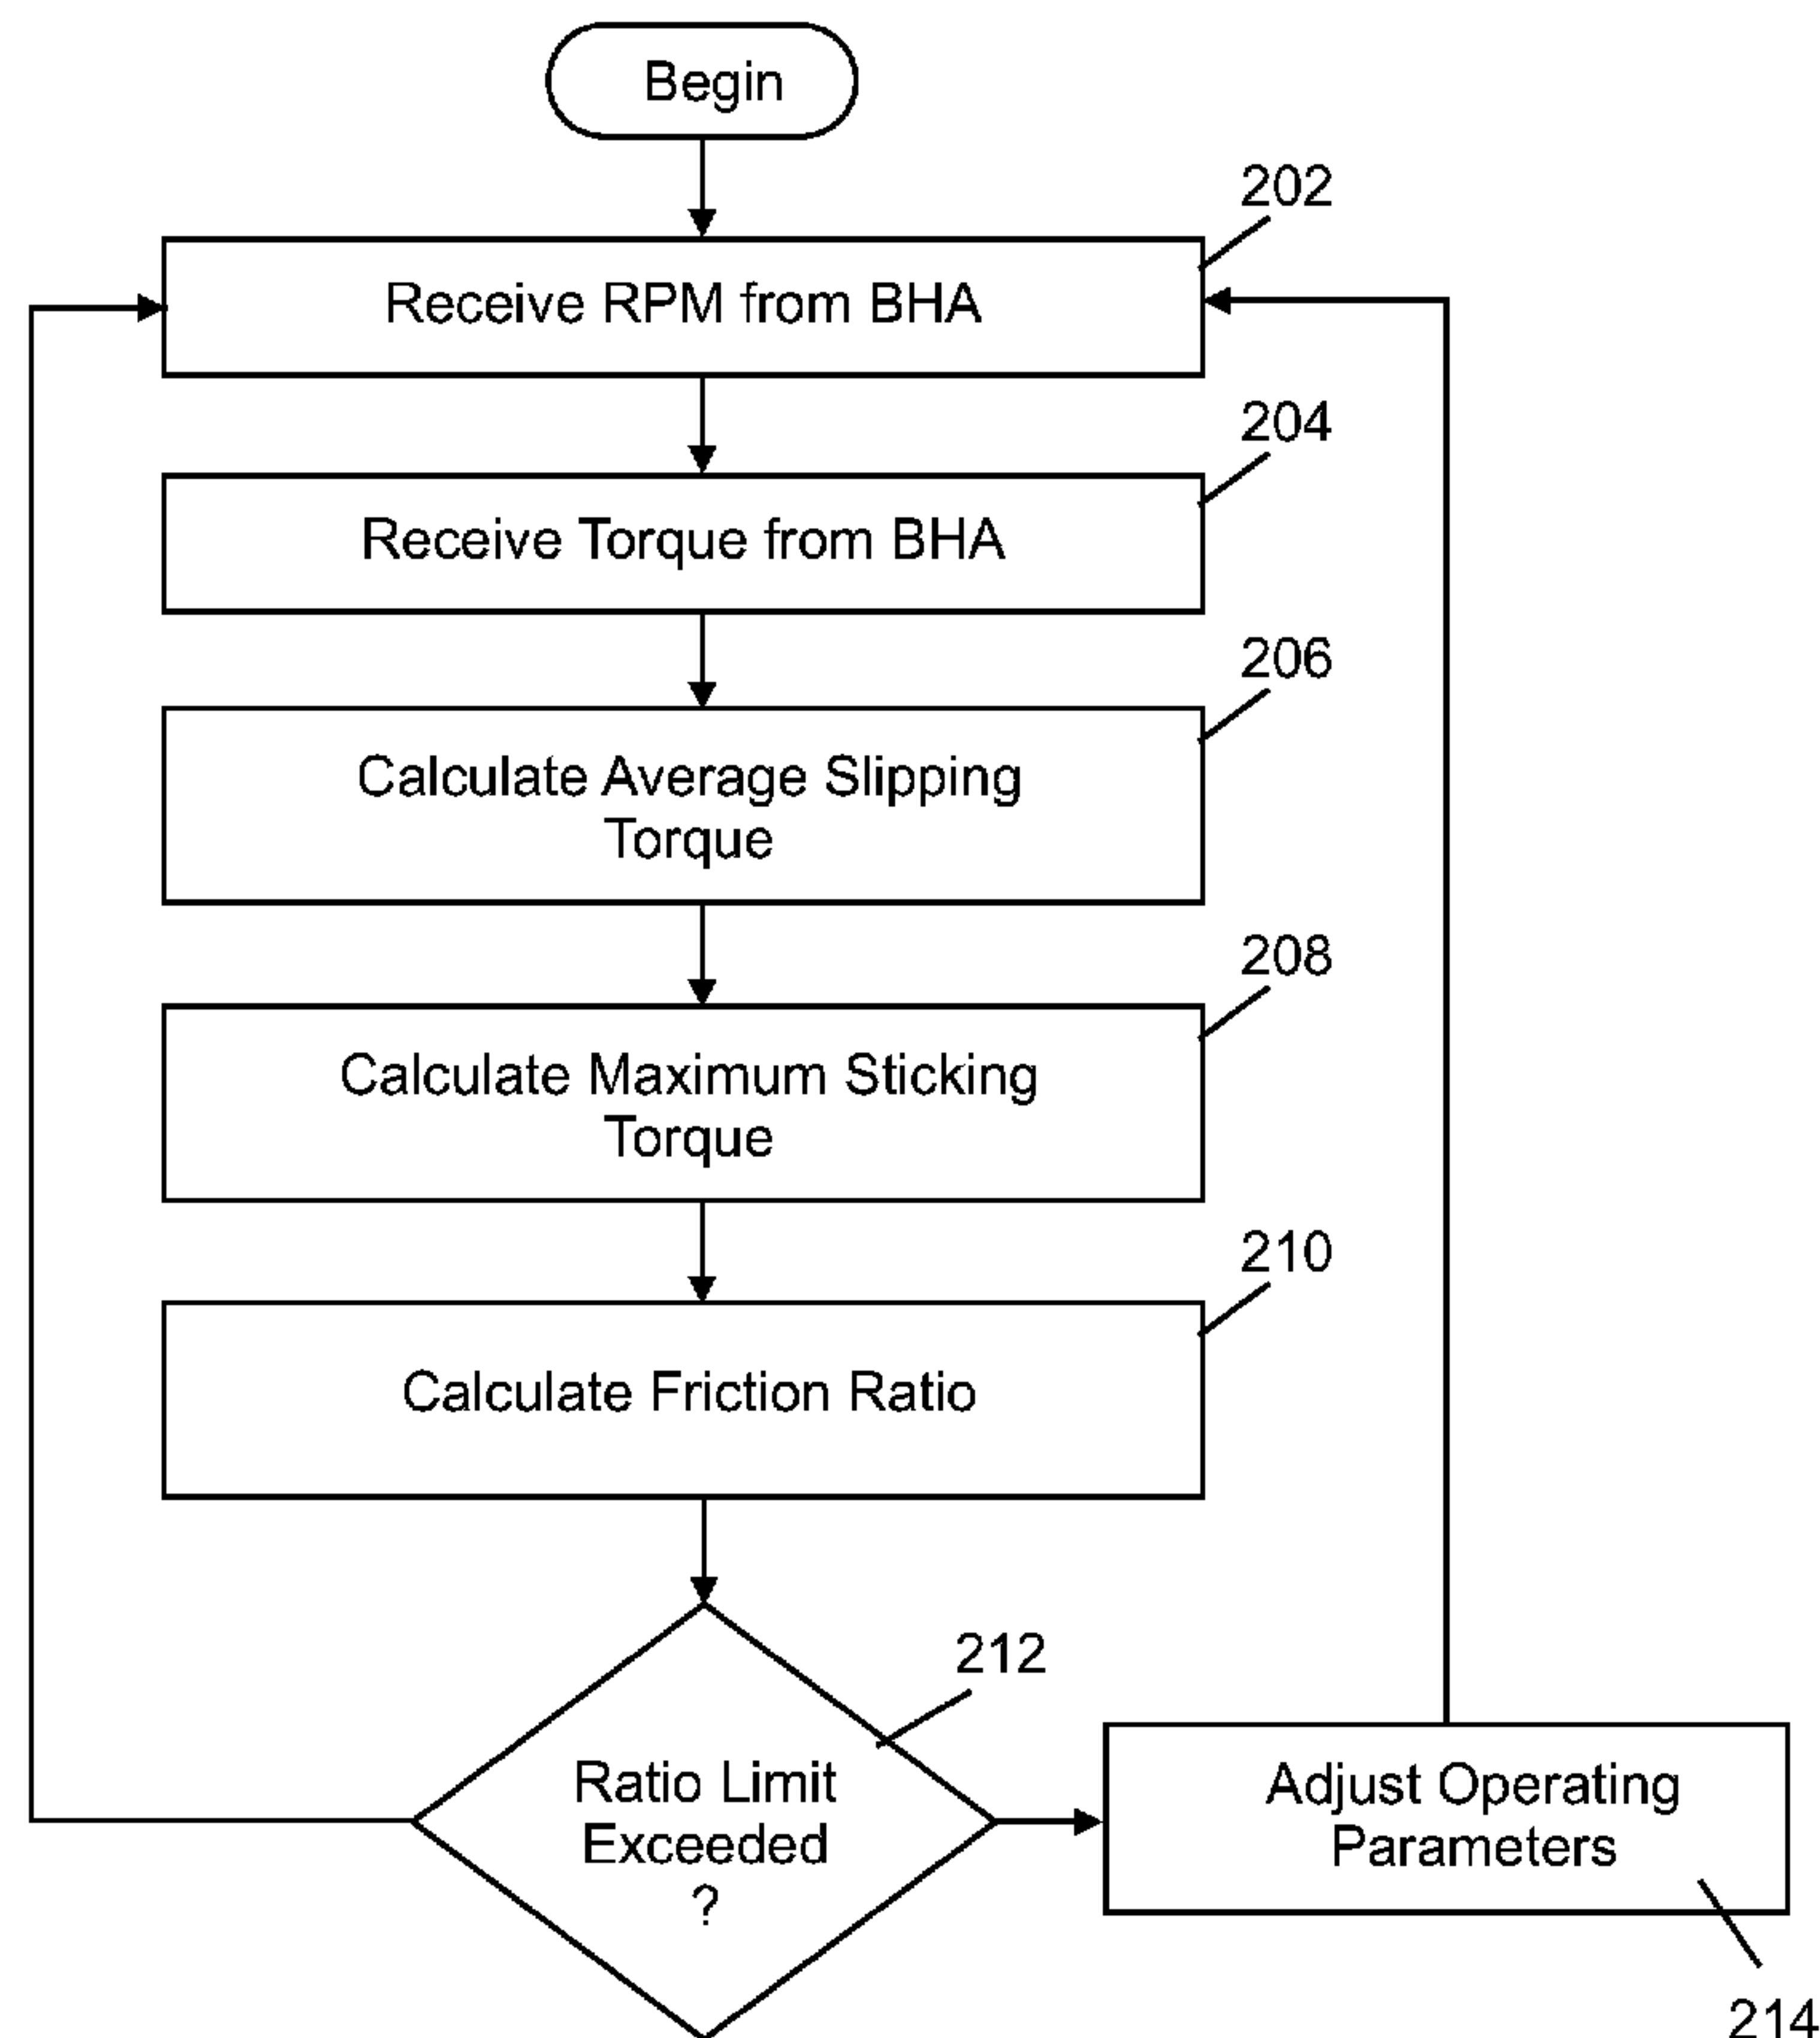 Begin
202
Receive RPM from BHA
204
Receive Torque from BHA
206
Calculate Average Slipping
Torque
208
Calculate Maximum Sticking
Torque
210
Calculate Friction Ratio
212
Ratio Limit
Exceeded
?
Adjust Operating
Parameters
214